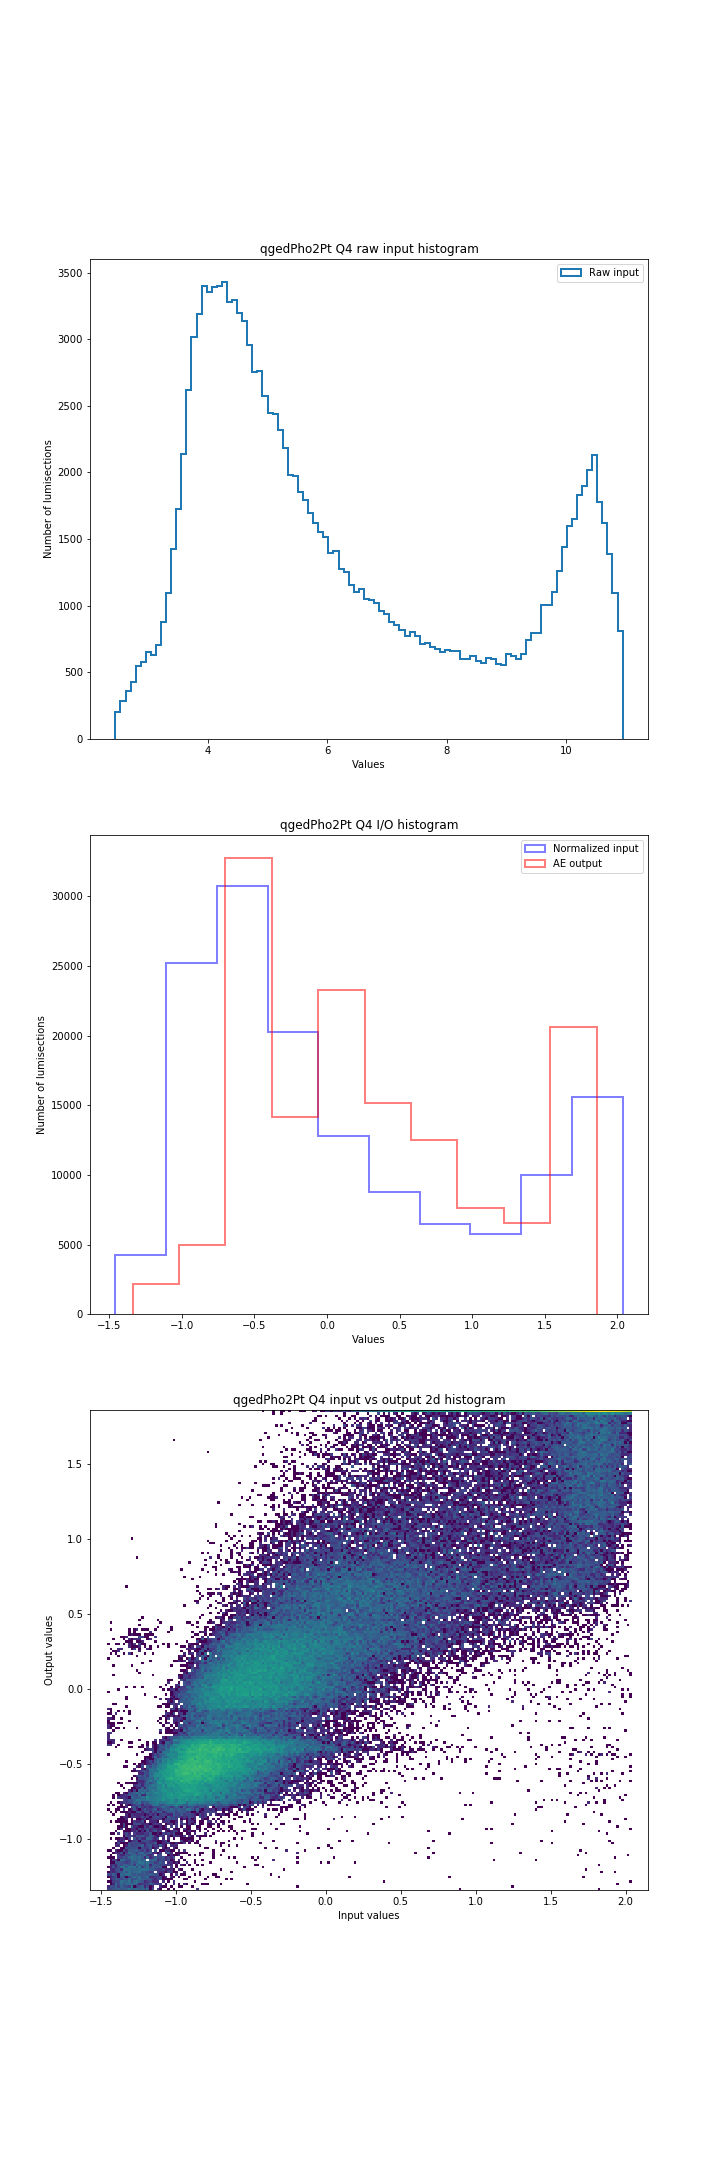 qgedPho2Pt Q4 raw input histogram
Raw input
3500
3000
2500
2000
1500
1000
500
0
Number of lumisections
4 6 8 10
Values
qgedPho2Pt Q4 I/O histogram
Normalized input
AE output
30000
25000
20000
15000
10000
5000
0
Number of lumisections
−1.5 −1.0 −0.5 0.0 0.5 1.0 1.5 2.0
Values
qgedPho2Pt Q4 input vs output 2d histogram
1.5
1.0
0.5
0.0
−0.5
−1.0
Output values
−1.5 −1.0 −0.5 0.0 0.5 1.0 1.5 2.0
Input values